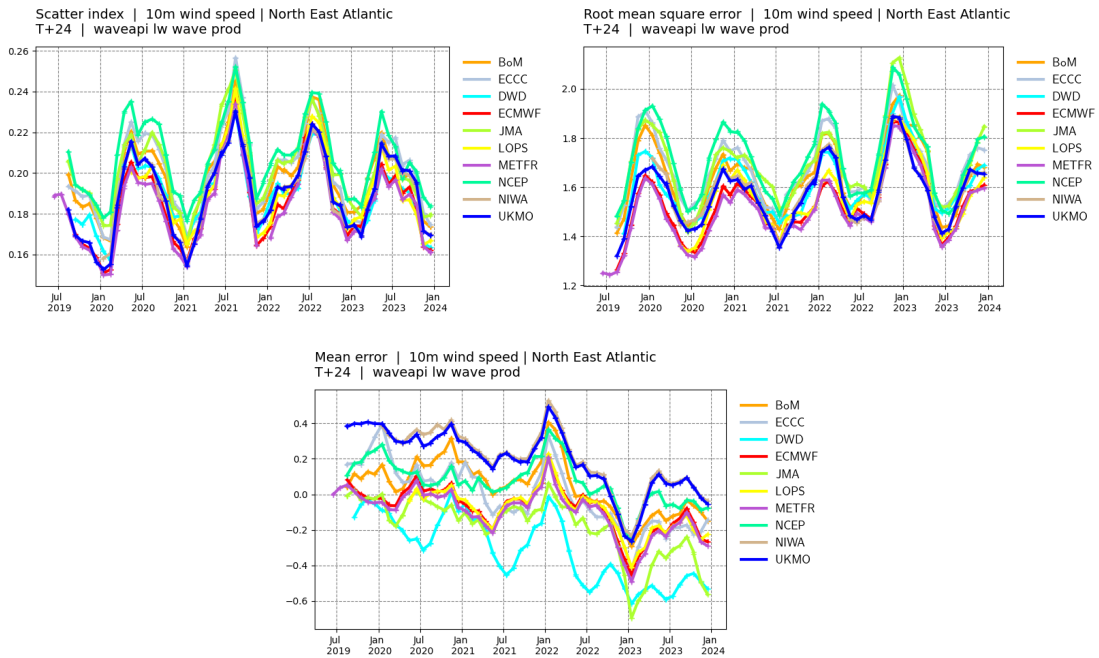 Scatter index | 10m wind speed | North East Atlantic
T+24 | waveapi lw wave prod
0.26
0.24
0.22
0.20
0.18
0.16
Jul 2019
Jan 2020
Jul 2020
Jan 2021
Jul 2021
Jan 2022
Jul 2022
Jan 2023
Jul 2023
Jan 2024
BoM
ECCC
DWD
ECMWF
JMA
LOPS
METFR
NCEP
NIWA
UKMO
Root mean square error | 10m wind speed | North East Atlantic
T+24 | waveapi lw wave prod
2.0
1.8
1.6
1.4
1.2
Jul 2019
Jan 2020
Jul 2020
Jan 2021
Jul 2021
Jan 2022
Jul 2022
Jan 2023
Jul 2023
Jan 2024
BoM
ECCC
DWD
ECMWF
JMA
LOPS
METFR
NCEP
NIWA
UKMO
Mean error | 10m wind speed | North East Atlantic
T+24 | waveapi lw wave prod
0.4
0.2
0.0
−0.2
−0.4
−0.6
Jul 2019
Jan 2020
Jul 2020
Jan 2021
Jul 2021
Jan 2022
Jul 2022
Jan 2023
Jul 2023
Jan 2024
BoM
ECCC
DWD
ECMWF
JMA
LOPS
METFR
NCEP
NIWA
UKMO